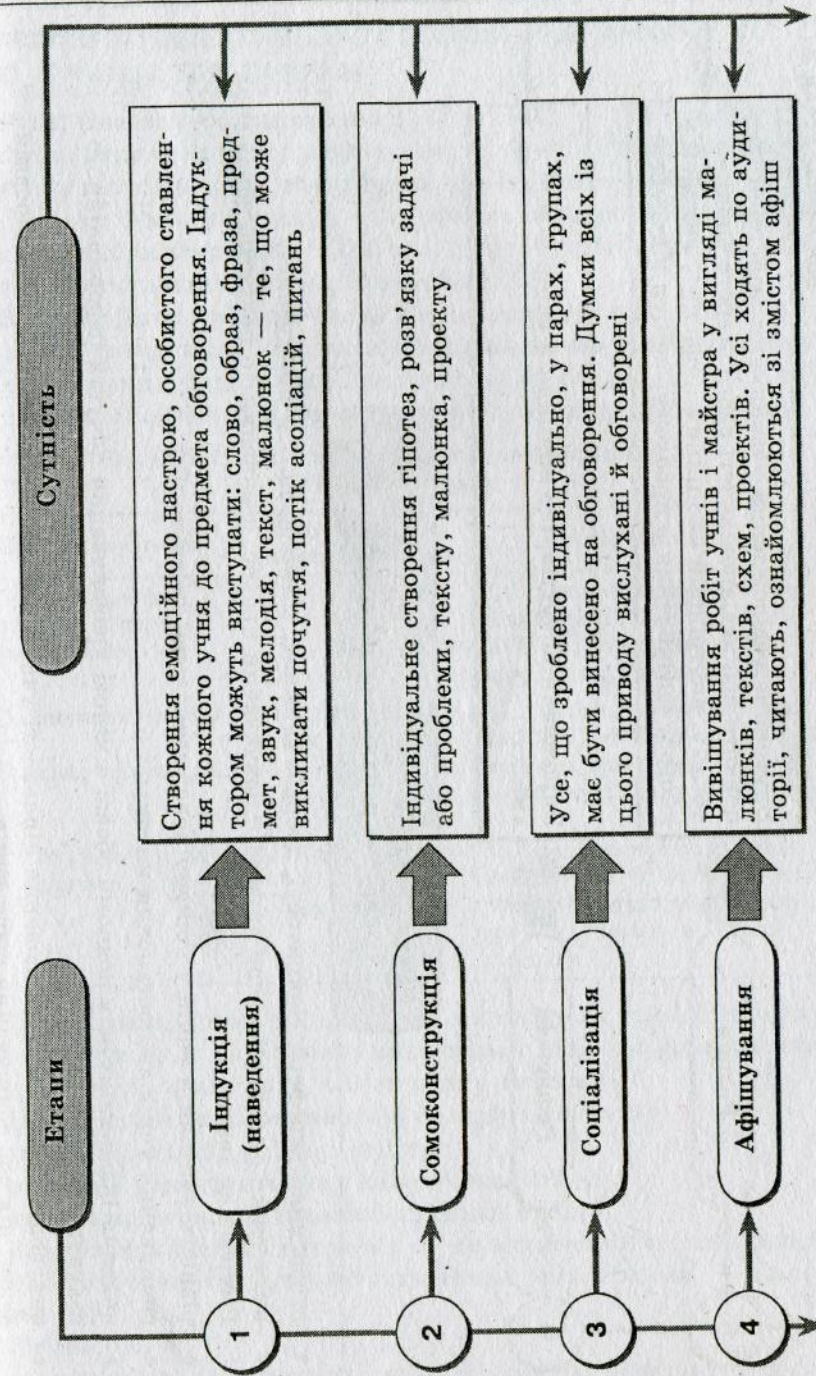 Етапи
Сутність
1
Індукція
(наведення)
Створення емоційного настрою, особистого ставлен-
ня кожного учня до предмета обговорення. Індук-
тором можуть виступати: слово, образ, фраза, пред-
мет, звук, мелодія, текст, малюнок — те, що може
викликати почуття, потік асоціацій, питань
2
Сомоконструкція
Індивідуальне створення гіпотез, розв'язку задачі
або проблеми, тексту, малюнка, проекту
3
Соціалізація
Усе, що зроблено індивідуально, у парах, групах,
має бути винесено на обговорення. Думки всіх із
цього приводу вислухані й обговорені
4
Афішування
Вивішування робіт учнів і майстра у вигляді ма-
люнків, текстів, схем, проектів. Усі ходять по ауди-
торії, читають, ознайомлюються зі змістом афіш